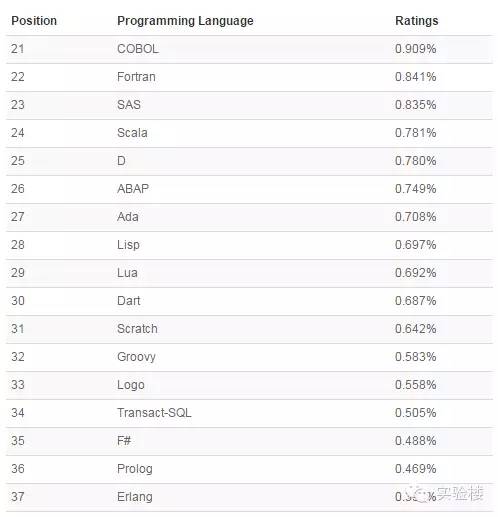 Position Programming Language Ratings
21 COBOL 0.909%
22 Fortran 0.841%
23 SAS 0.835%
24 Scala 0.781%
25 D 0.780%
26 ABAP 0.749%
27 Ada 0.708%
28 Lisp 0.697%
29 Lua 0.692%
30 Dart 0.687%
31 Scratch 0.642%
32 Groovy 0.583%
33 Logo 0.558%
34 Transact-SQL 0.505%
35 F# 0.488%
36 Prolog 0.469%
37 Erlang
实验楼